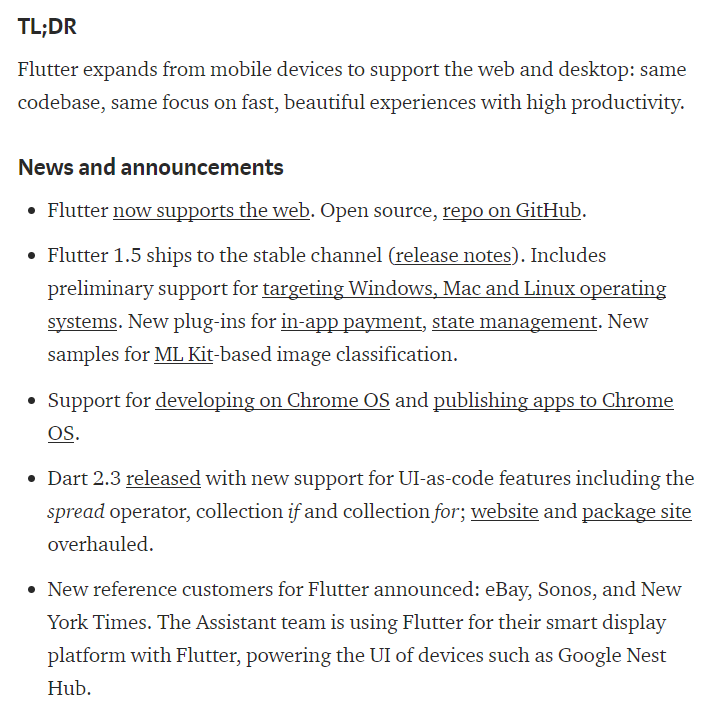 TL;DR
Flutter expands from mobile devices to support the web and desktop: same
codebase, same focus on fast, beautiful experiences with high productivity.
News and announcements
• Flutter now supports the web. Open source, repo on GitHub.
• Flutter 1.5 ships to the stable channel (release notes). Includes
preliminary support for targeting Windows, Mac and Linux operating
systems. New plug-ins for in-app payment, state management. New
samples for ML Kit-based image classification.
• Support for developing on Chrome OS and publishing apps to Chrome
OS.
• Dart 2.3 released with new support for UI-as-code features including the
spread operator, collection if and collection for; website and package site
overhauled.
• New reference customers for Flutter announced: eBay, Sonos, and New
York Times. The Assistant team is using Flutter for their smart display
platform with Flutter, powering the UI of devices such as Google Nest
Hub.